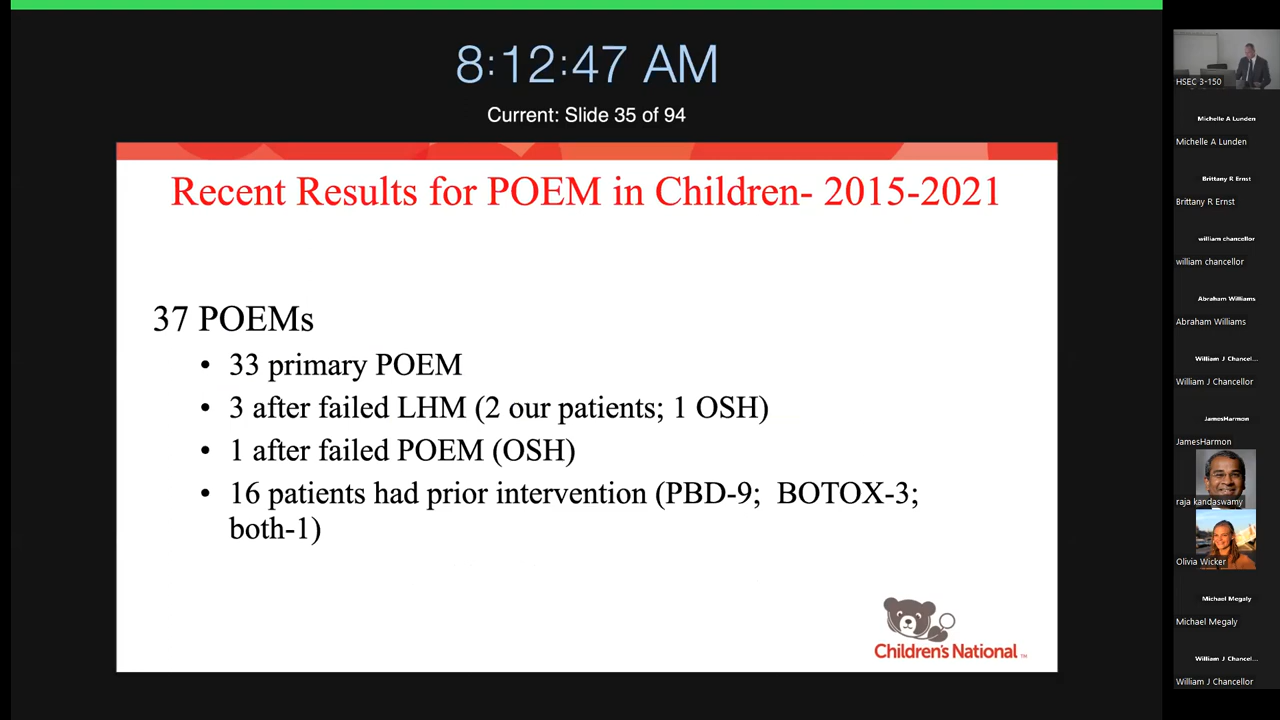 8:12:47 AM
Current: Slide 35 of 94
Recent Results for POEM in Children- 2015-2021
37 POEMs
• 33 primary POEM
• 3 after failed LHM (2 our patients; 1 OSH)
• 1 after failed POEM (OSH)
• 16 patients had prior intervention (PBD-9; BOTOX-3;
both-1)
Children's National ™
HSEC 3-150
Michelle A Lunden
Michelle A Lunden
Brittany R Ernst
Brittany R Ernst
william chancellor
william chancellor
Abraham Williams
Abraham Williams
William J Chancel...
William J Chancellor
JamesHarmon
JamesHarmon
raja kandaswamy
Olivia Wicker
Michael Megaly
Michael Megaly
William J Chancel...
William J Chancellor